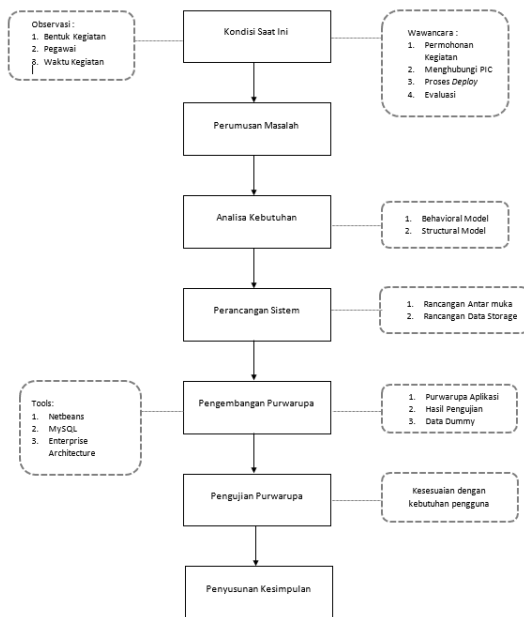 Observasi :
1. Bentuk Kegiatan
2. Pegawai
3. Waktu Kegiatan
Kondisi Saat Ini
Wawancara :
1. Permohonan
Kegiatan
2. Menghubungi PIC
3. Proses Deploy
4. Evaluasi
Perumusan Masalah
Analisa Kebutuhan
1. Behavioral Model
2. Structural Model
Perancangan Sistem
1. Rancangan Antar muka
2. Rancangan Data Storage
Tools:
1. Netbeans
2. MySQL
3. Enterprise
Architecture
Pengembangan Purwarupa
1. Purwarupa Aplikasi
2. Hasil Pengujian
3. Data Dummy
Pengujian Purwarupa
Kesesuaian dengan
kebutuhan pengguna
Penyusunan Kesimpulan